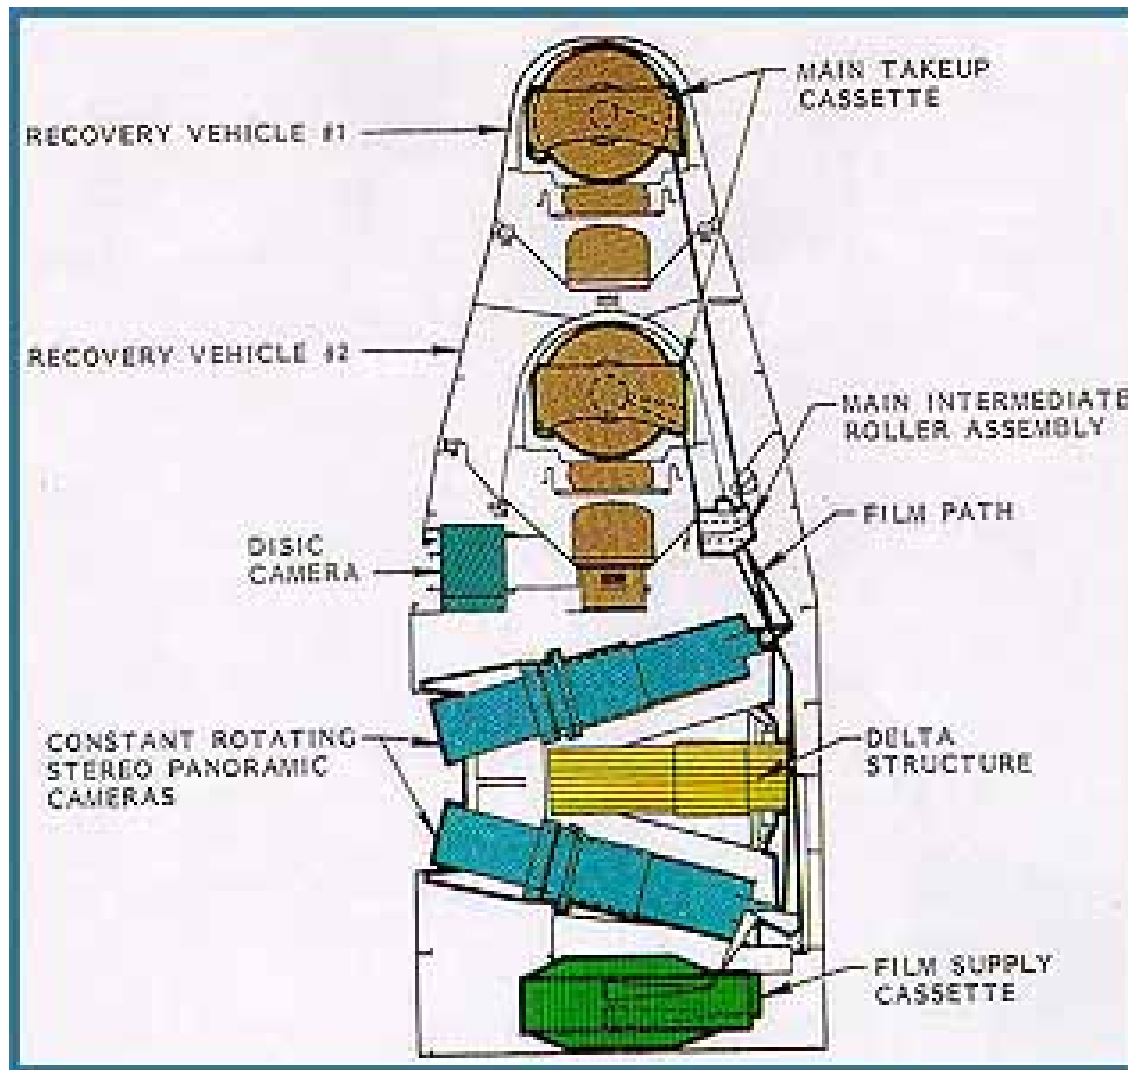 MAIN TAKEUP
CASSETTE
RECOVERY VEHICLE #1
RECOVERY VEHICLE #2
MAIN INTERMEDIATE
ROLLER ASSEMBLY
FILM PATH
DISIC
CAMERA
CONSTANT ROTATING
STEREO PANORAMIC
CAMERAS
DELTA
STRUCTURE
FILM SUPPLY
CASSETTE